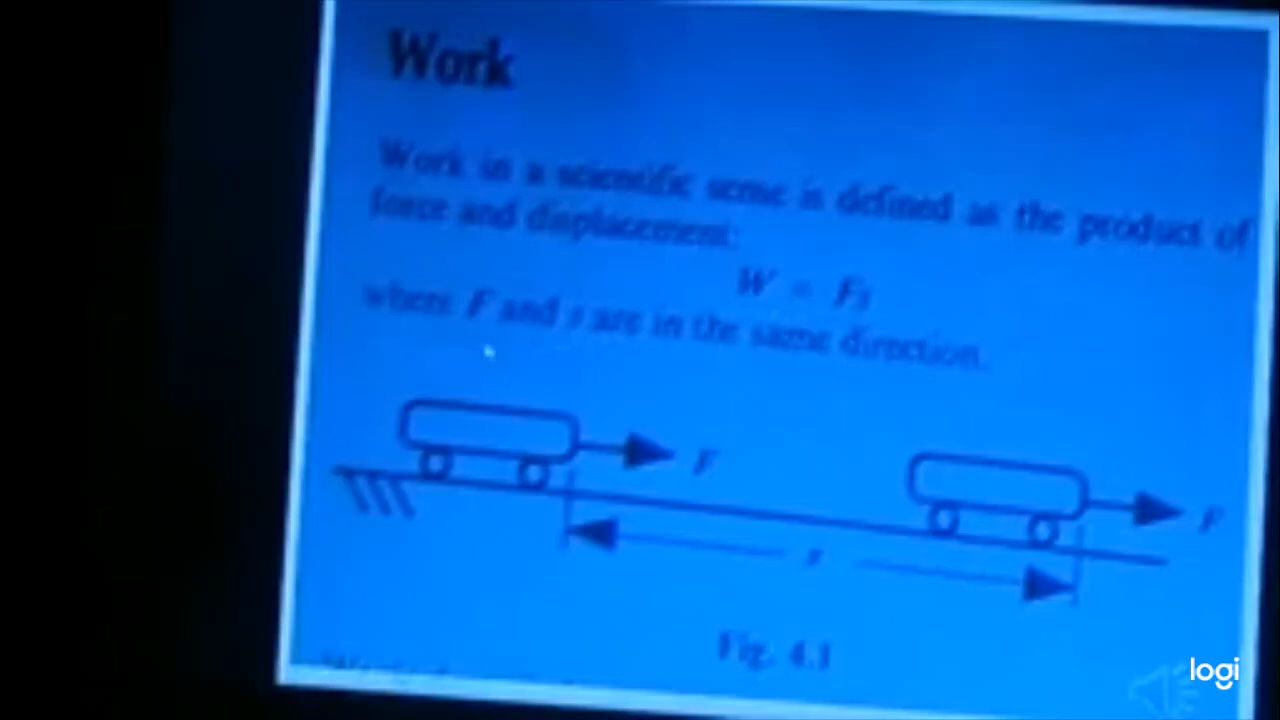 Work
Work in a scientific sense is defined as the product of
force and displacement:
W = Fs
where F and s are in the same direction.
F
F
s
Fig. 4.1
logi